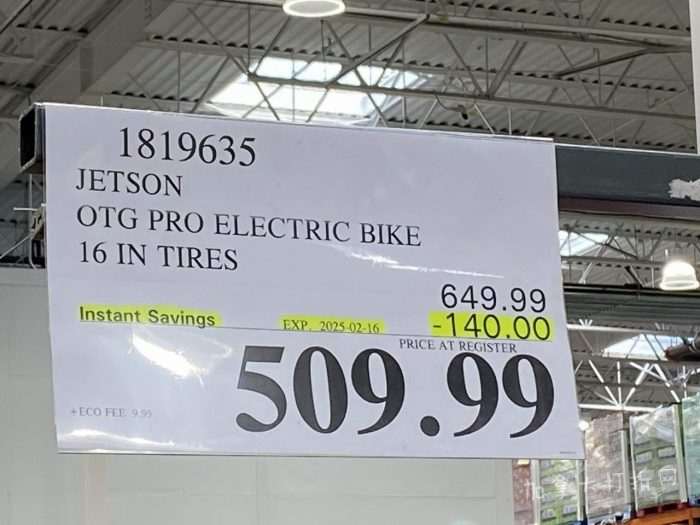 1819635
JETSON
OTG PRO ELECTRIC BIKE
16 IN TIRES
649.99
Instant Savings EXP. 2025-02-16 -140.00
PRICE AT REGISTER
509.99
+ECO FEE 9.99